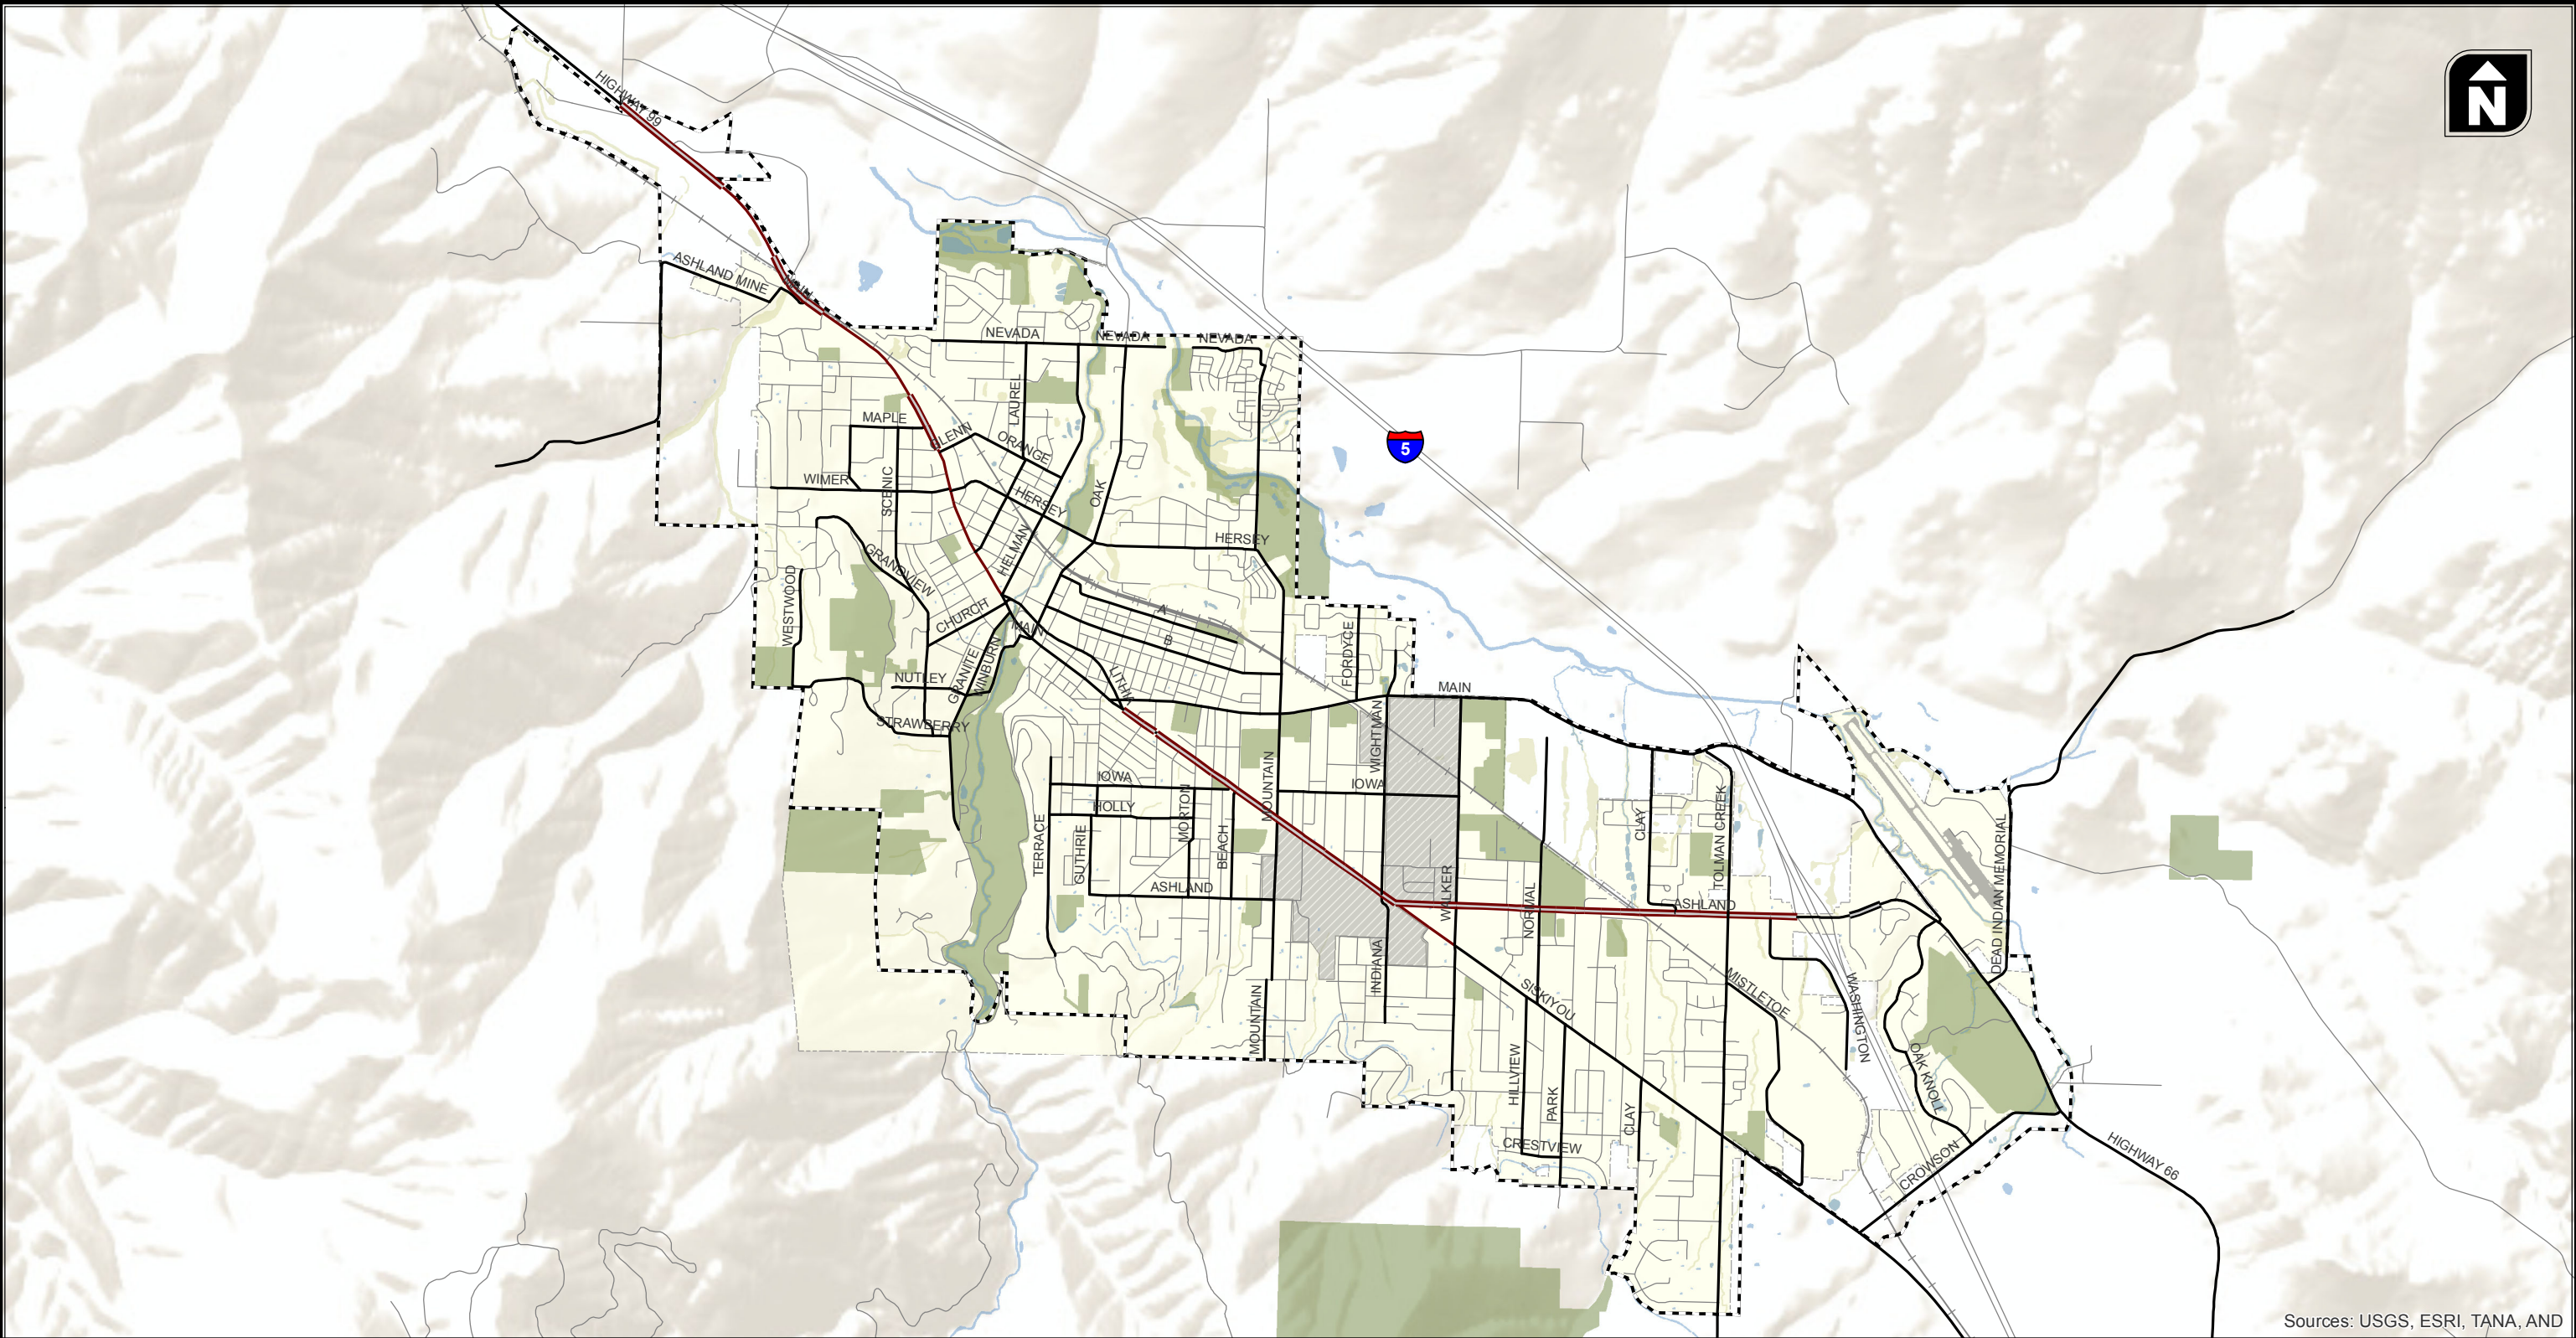 N
HIGHWAY 99
ASHLAND MINE
NEVADA
NEVADA
NEVADA
LAUREL
MAPLE
GLENN
ORANGE
5
WIMER
SCENIC
HERSEY
OAK
HELMAN
HERSEY
GRANDVIEW
WESTWOOD
CHURCH
MAIN
A
B
FORDYCE
GRANITE
WINBURN
NUTLEY
LITHIA
MAIN
STRAWBERRY
WIGHTMAN
MOUNTAIN
IOWA
IOWA
HOLLY
MORTON
TERRACE
GUTHRIE
BEACH
CLAY
TOLMAN CREEK
DEAD INDIAN MEMORIAL
ASHLAND
WALKER
NORMAL
ASHLAND
INDIANA
SISKIYOU
MISTLETOE
WASHINGTON
MOUNTAIN
HILLVIEW
PARK
CLAY
OAK KNOLL
CRESTVIEW
CROWSON
HIGHWAY 66
Sources: USGS, ESRI, TANA, AND